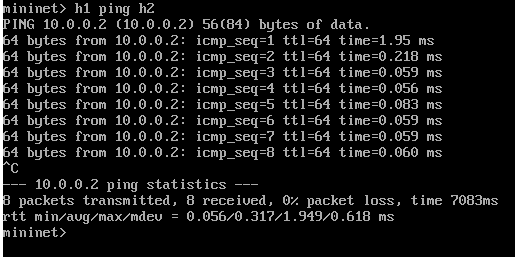 mininet> h1 ping h2
PING 10.0.0.2 (10.0.0.2) 56(84) bytes of data.
64 bytes from 10.0.0.2: icmp_seq=1 ttl=64 time=1.95 ms
64 bytes from 10.0.0.2: icmp_seq=2 ttl=64 time=0.218 ms
64 bytes from 10.0.0.2: icmp_seq=3 ttl=64 time=0.059 ms
64 bytes from 10.0.0.2: icmp_seq=4 ttl=64 time=0.056 ms
64 bytes from 10.0.0.2: icmp_seq=5 ttl=64 time=0.083 ms
64 bytes from 10.0.0.2: icmp_seq=6 ttl=64 time=0.059 ms
64 bytes from 10.0.0.2: icmp_seq=7 ttl=64 time=0.059 ms
64 bytes from 10.0.0.2: icmp_seq=8 ttl=64 time=0.060 ms
^C
--- 10.0.0.2 ping statistics ---
8 packets transmitted, 8 received, 0% packet loss, time 7083ms
rtt min/avg/max/mdev = 0.056/0.317/1.949/0.618 ms
mininet>